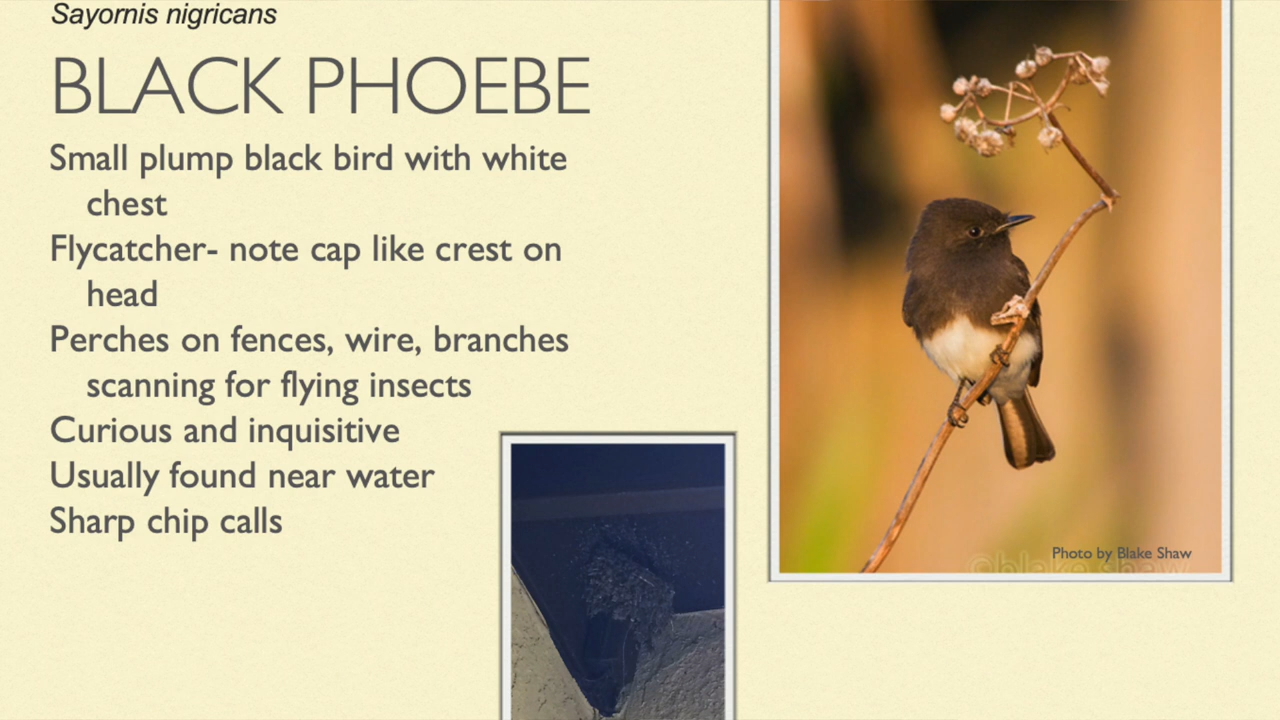 Sayornis nigricans
BLACK PHOEBE
Small plump black bird with white
chest
Flycatcher- note cap like crest on
head
Perches on fences, wire, branches
scanning for flying insects
Curious and inquisitive
Usually found near water
Sharp chip calls
Photo by Blake Shaw
©blake shaw